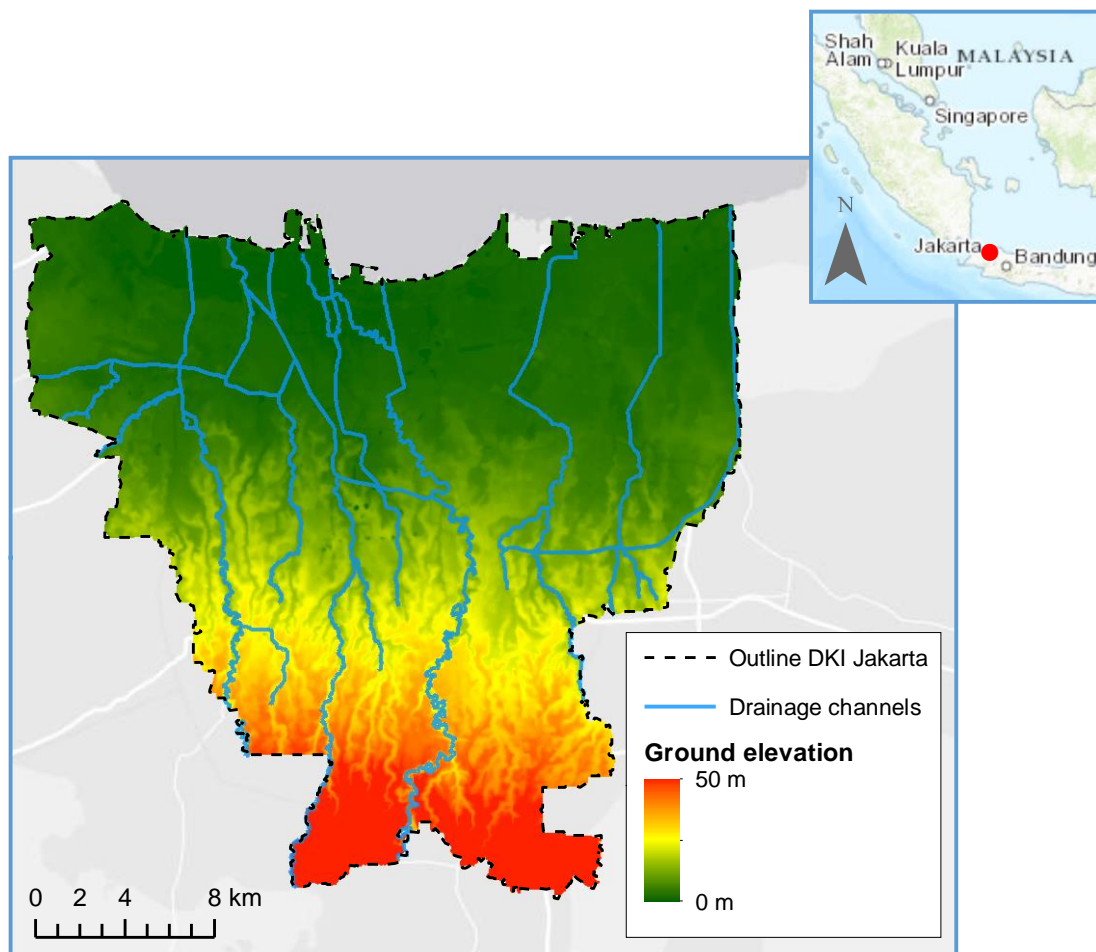 Shah
Alam
Kuala
Lumpur
MALAYSIA
Singapore
N
Jakarta
Bandung
Outline DKI Jakarta
Drainage channels
Ground elevation
50 m
0 m
0 2 4 8 km